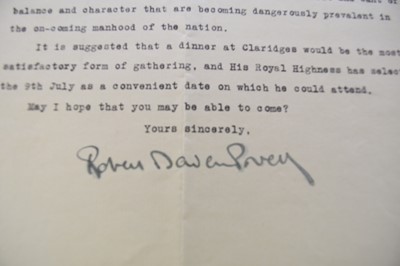 balance and character that are becoming dangerously prevalent in
the on-coming manhood of the nation.
It is suggested that a dinner at Claridges would be the most
satisfactory form of gathering, and His Royal Highness has selec
the 9th July as a convenient date on which he could attend.
May I hope that you may be able to come?
Yours sincerely,
Robert Baden Powell